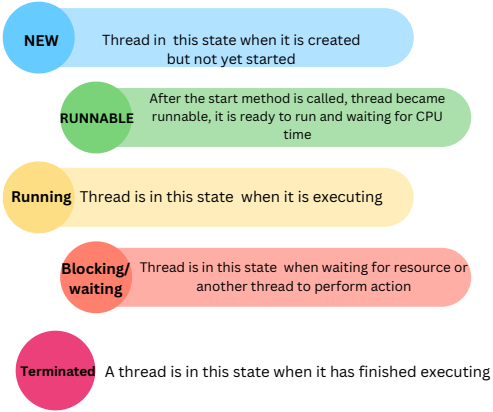 NEW
Thread in  this state when it is created
but not yet started
RUNNABLE
After the start method is called, thread became
runnable, it is ready to run and waiting for CPU
time
Running
Thread is in this state  when it is executing
Blocking/
waiting
Thread is in this state  when waiting for resource or
another thread to perform action
Terminated
A thread is in this state when it has finished executing